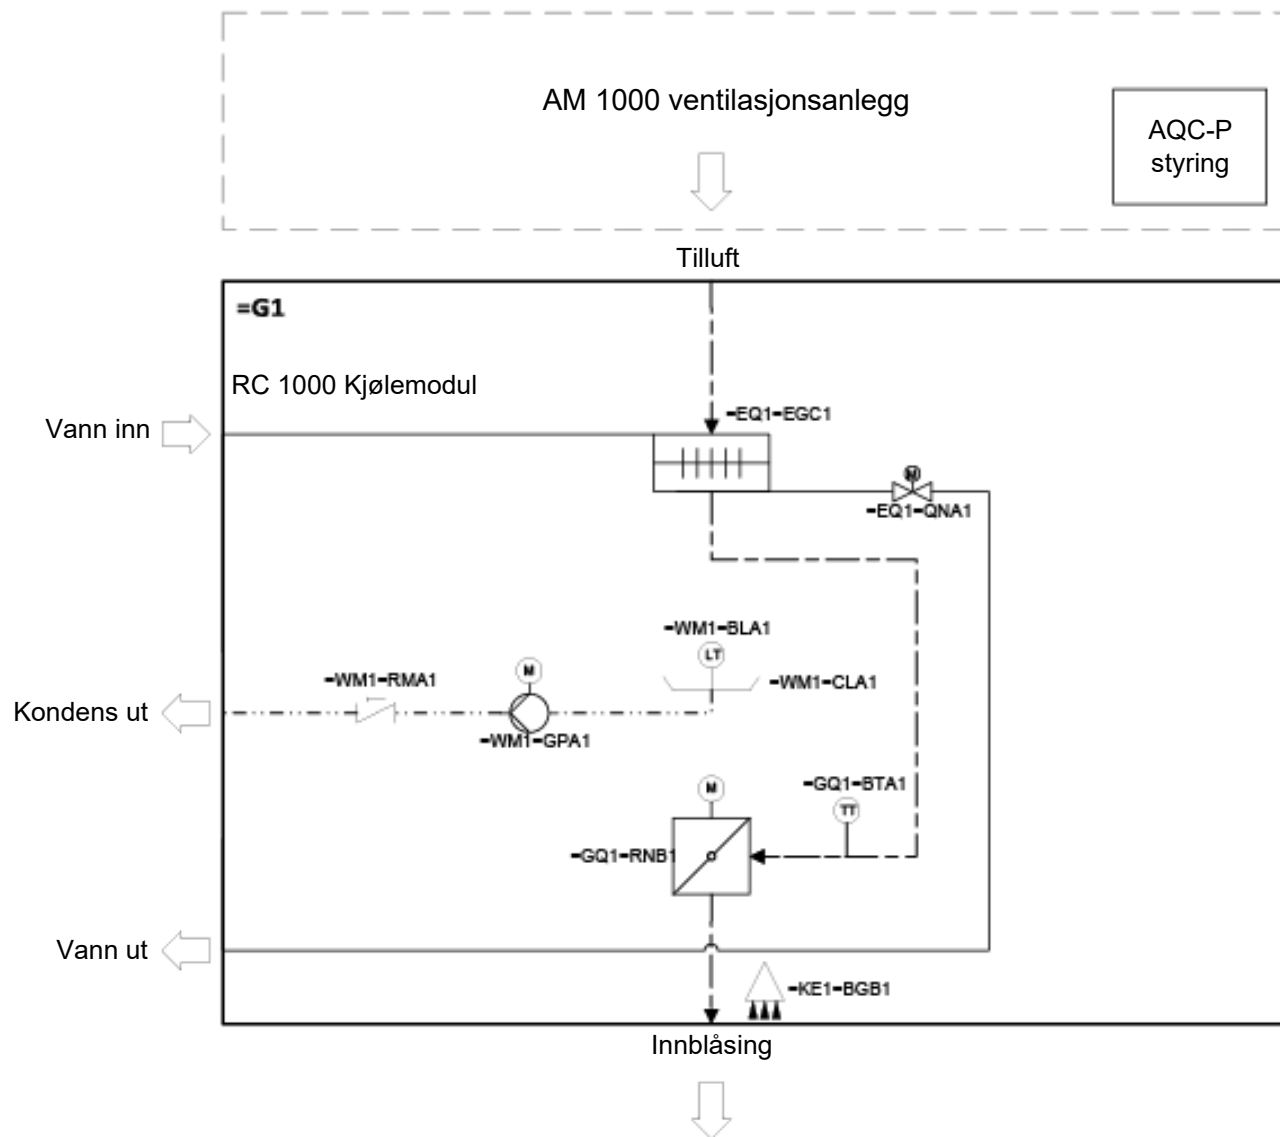 AM 1000 ventilasjonsanlegg
AQC-P
styring
Tilluft
=G1
RC 1000 Kjølemodul
Vann inn
=EQ1=EGC1
M
=EQ1=QNA1
=WM1=BLA1
LT
M
=WM1=RMA1
=WM1=CLA1
Kondens ut
=WM1=GPA1
M
=GQ1=BTA1
TT
=GQ1=RNB1
Vann ut
=KE1=BGB1
Innblåsing